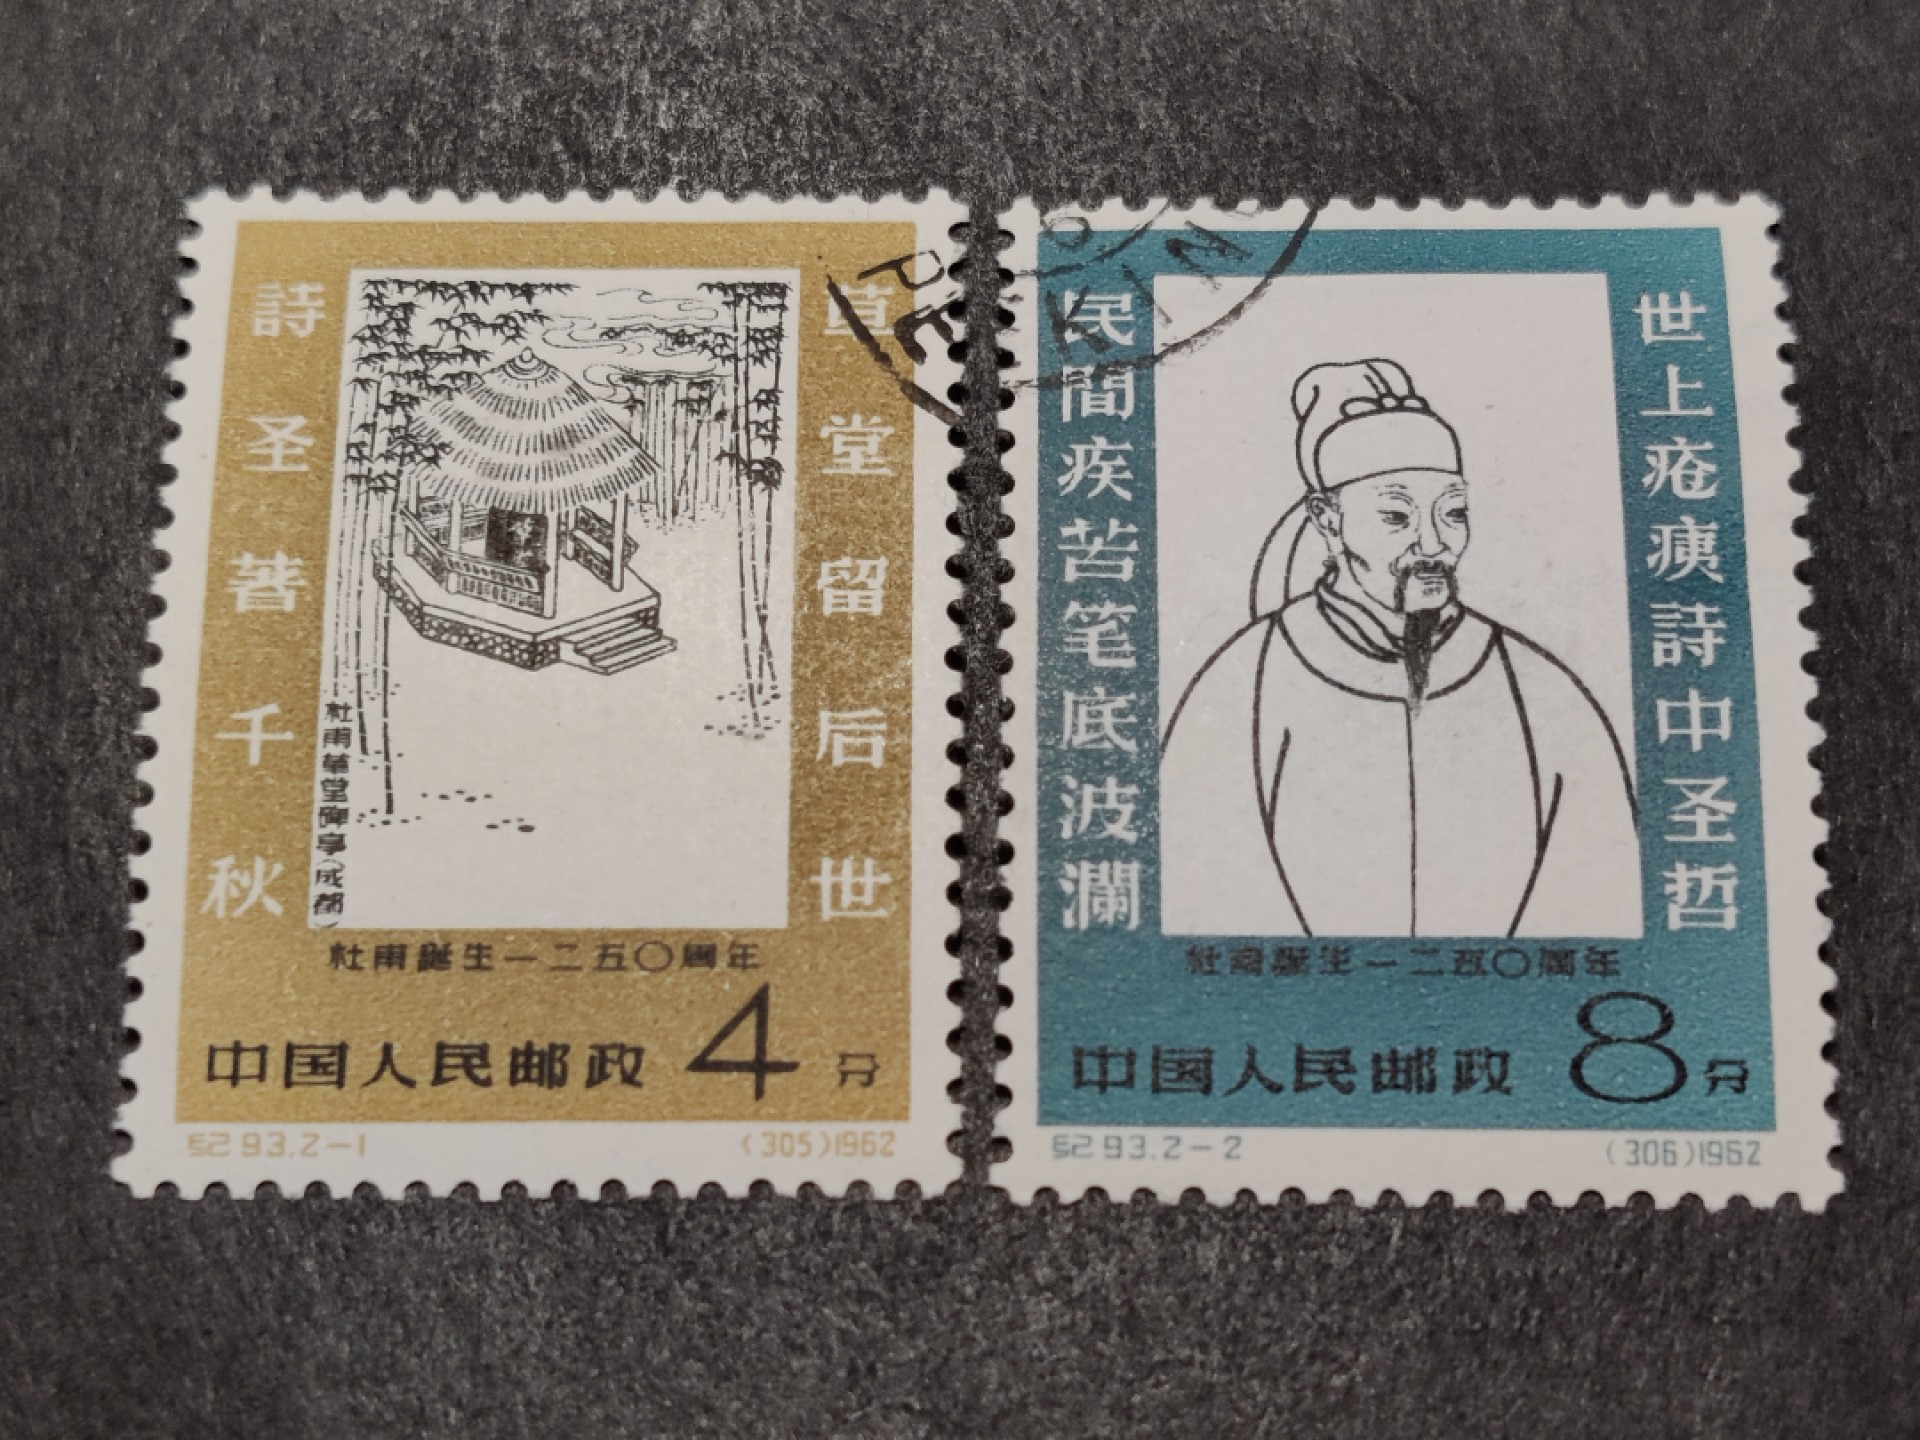 詩圣著千秋
草堂留后世
杜甫草堂碑亭(成都)
杜甫誕生一二五〇周年
中国人民邮政 4分
纪93.2-1 (305)1962
PEKIN
民間疾苦笔底波瀾
世上疮痍詩中圣哲
杜甫誕生一二五〇周年
中国人民邮政 8分
纪93.2-2 (306)1962